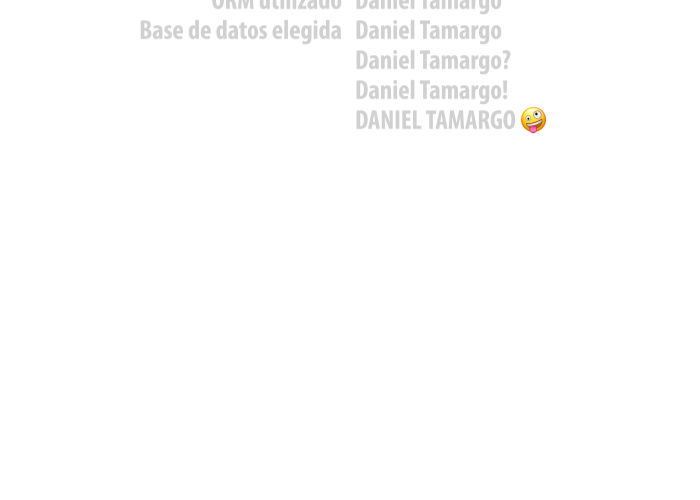 ORM utilizado Daniel Tamargo
Base de datos elegida Daniel Tamargo
Daniel Tamargo?
Daniel Tamargo!
DANIEL TAMARGO 🤪